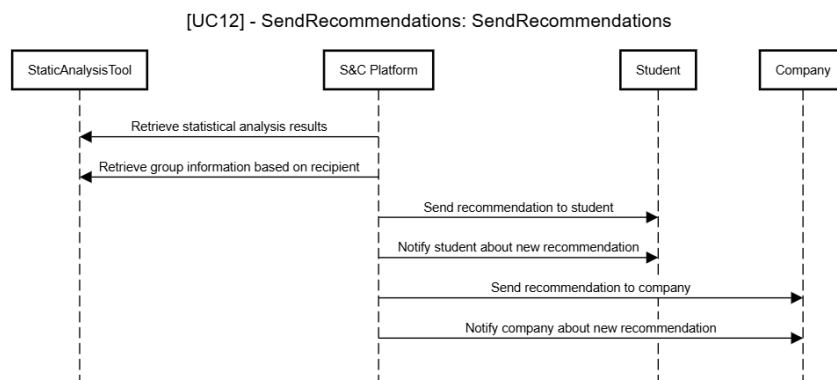 [UC12] - SendRecommendations: SendRecommendations
StaticAnalysisTool
S&C Platform
Student
Company
Retrieve statistical analysis results
Retrieve group information based on recipient
Send recommendation to student
Notify student about new recommendation
Send recommendation to company
Notify company about new recommendation